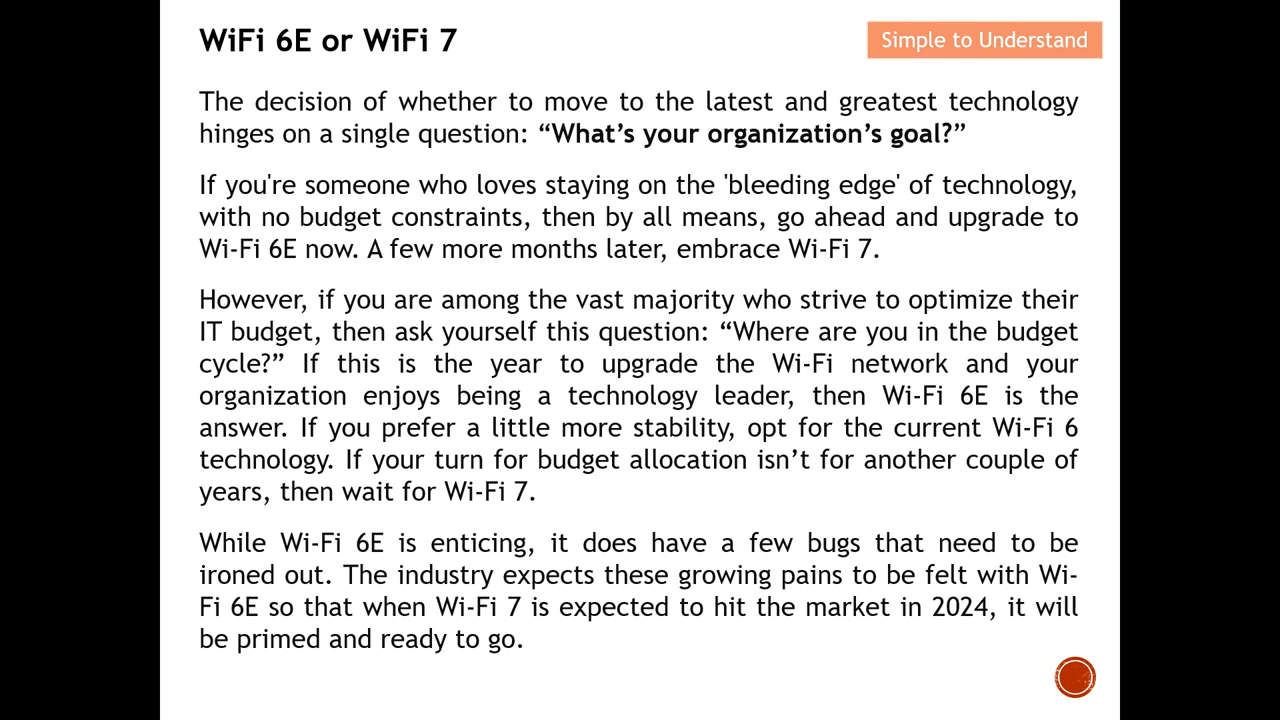 WiFi 6E or WiFi 7
Simple to Understand
The decision of whether to move to the latest and greatest technology
hinges on a single question: “What’s your organization’s goal?”
If you're someone who loves staying on the 'bleeding edge' of technology,
with no budget constraints, then by all means, go ahead and upgrade to
Wi-Fi 6E now. A few more months later, embrace Wi-Fi 7.
However, if you are among the vast majority who strive to optimize their
IT budget, then ask yourself this question: “Where are you in the budget
cycle?” If this is the year to upgrade the Wi-Fi network and your
organization enjoys being a technology leader, then Wi-Fi 6E is the
answer. If you prefer a little more stability, opt for the current Wi-Fi 6
technology. If your turn for budget allocation isn’t for another couple of
years, then wait for Wi-Fi 7.
While Wi-Fi 6E is enticing, it does have a few bugs that need to be
ironed out. The industry expects these growing pains to be felt with Wi-
Fi 6E so that when Wi-Fi 7 is expected to hit the market in 2024, it will
be primed and ready to go.